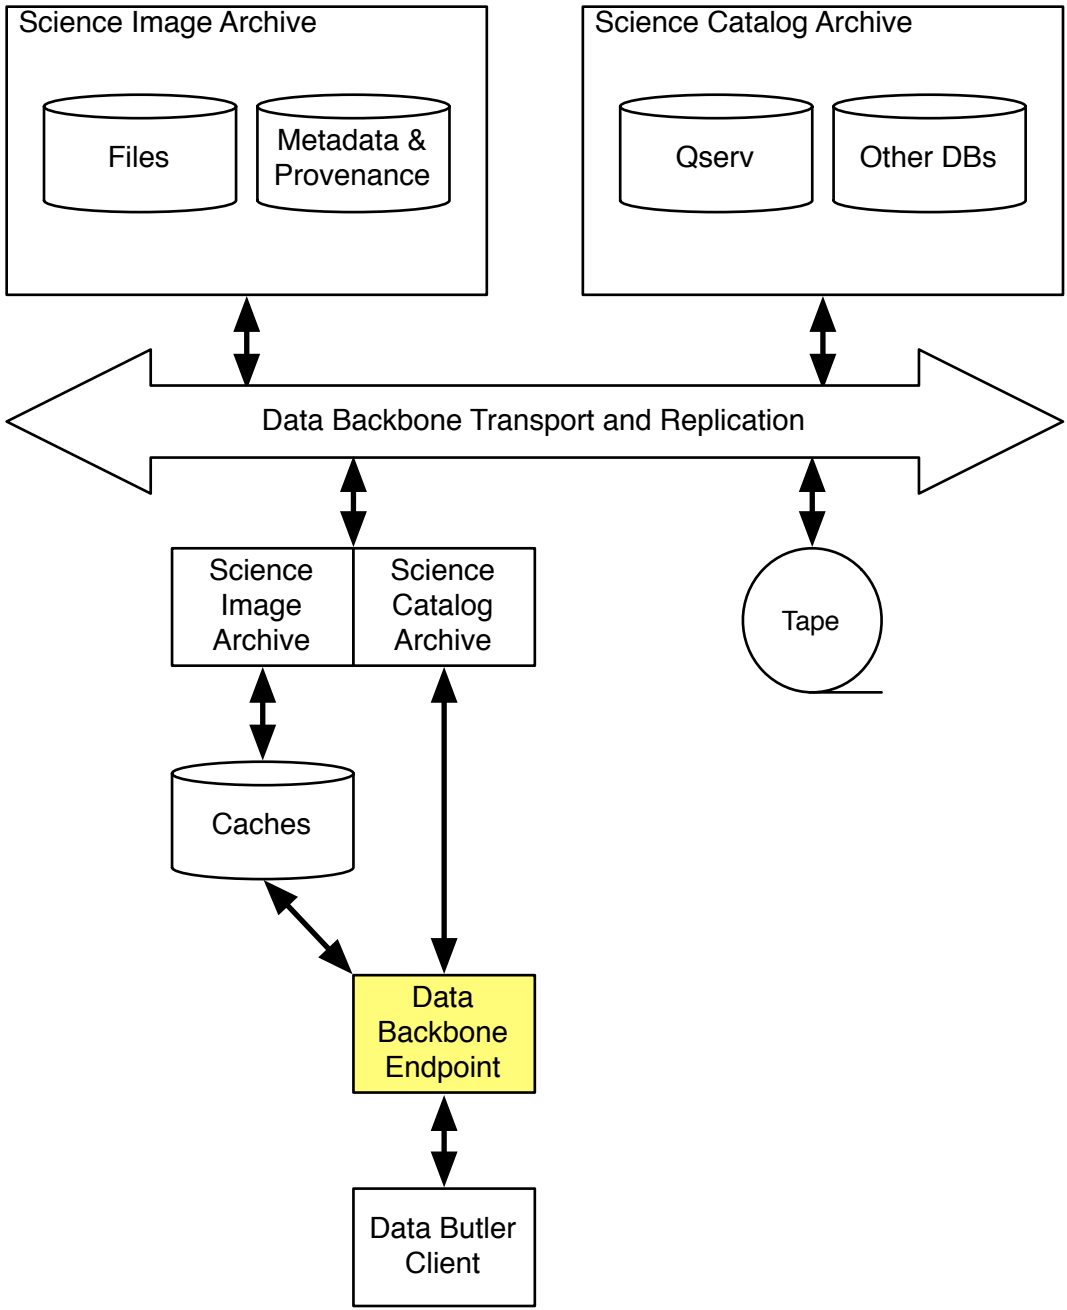 Science Image Archive
Files
Metadata &
Provenance
Science Catalog Archive
Qserv
Other DBs
Data Backbone Transport and Replication
Science
Image
Archive
Science
Catalog
Archive
Tape
Caches
Data
Backbone
Endpoint
Data Butler
Client